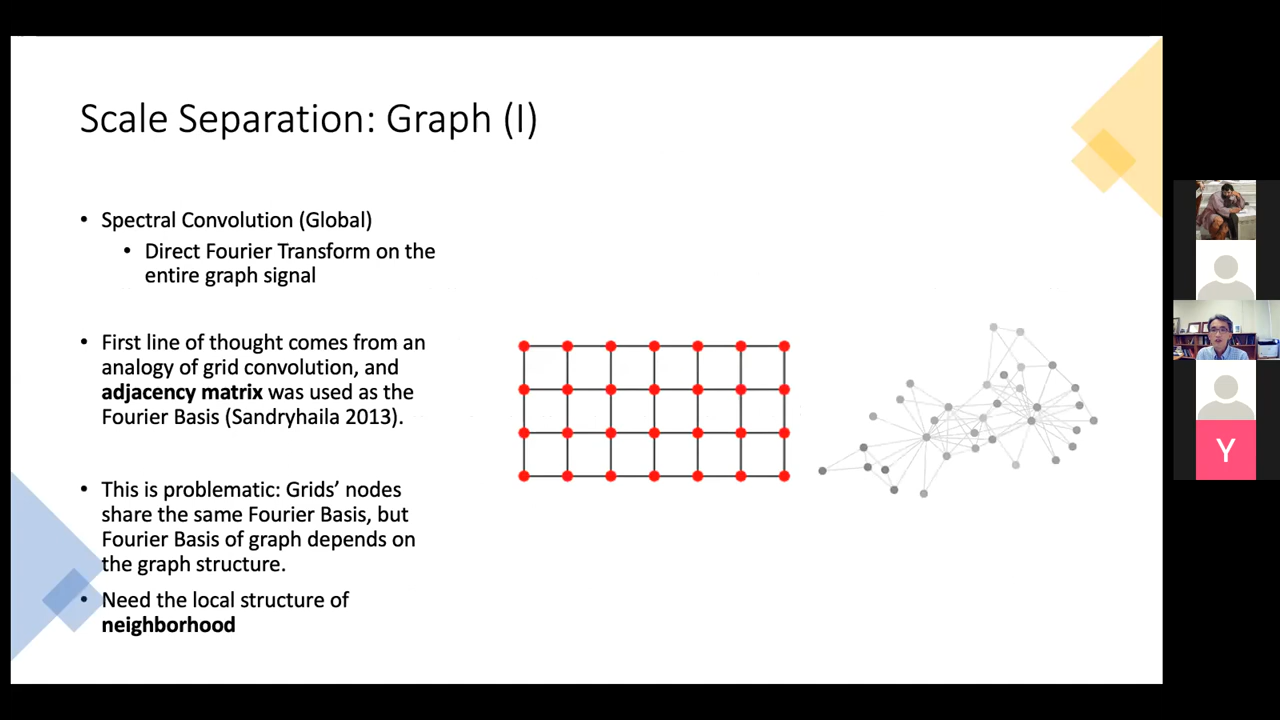 Scale Separation: Graph (I)
• Spectral Convolution (Global)
• Direct Fourier Transform on the
entire graph signal
• First line of thought comes from an
analogy of grid convolution, and
adjacency matrix was used as the
Fourier Basis (Sandryhaila 2013).
• This is problematic: Grids’ nodes
share the same Fourier Basis, but
Fourier Basis of graph depends on
the graph structure.
• Need the local structure of
neighborhood
Y